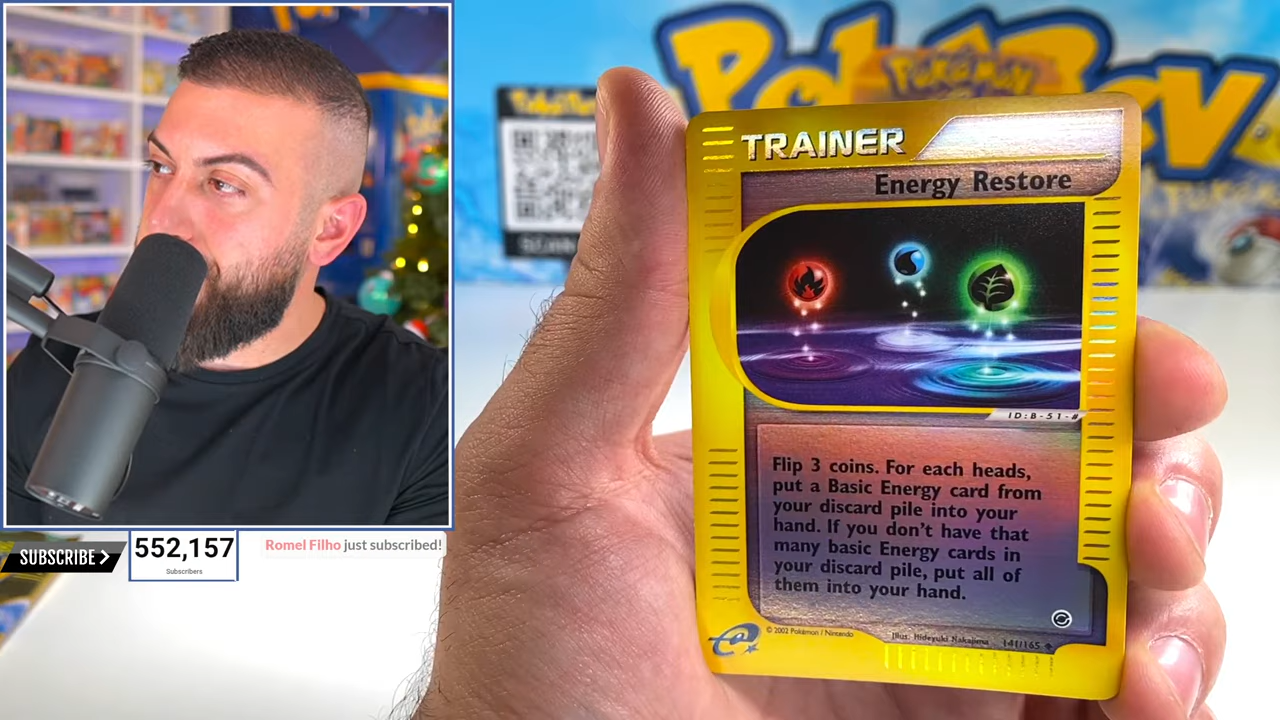 PokéRev
POKÉMON
SCAN
TRAINER
Energy Restore
ID:B-51-#
Flip 3 coins. For each heads,
put a Basic Energy card from
your discard pile into your
hand. If you don't have that
many basic Energy cards in
your discard pile, put all of
them into your hand.
© 2002 Pokémon / Nintendo
Illus. Hideyuki Nakajima
141/165
e
SUBSCRIBE >
552,157
Subscribers
Romel Filho just subscribed!